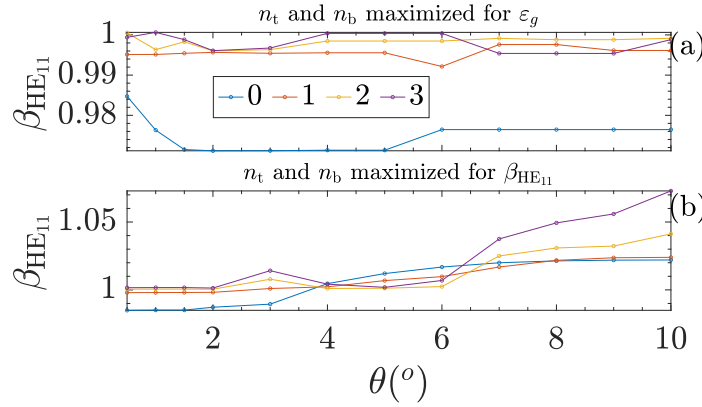 n_t and n_b maximized for ε_g
(a)
β_HE₁₁
1
0.99
0.98
0 1 2 3
n_t and n_b maximized for β_HE₁₁
(b)
β_HE₁₁
1.05
1
2 4 6 8 10
θ(°)